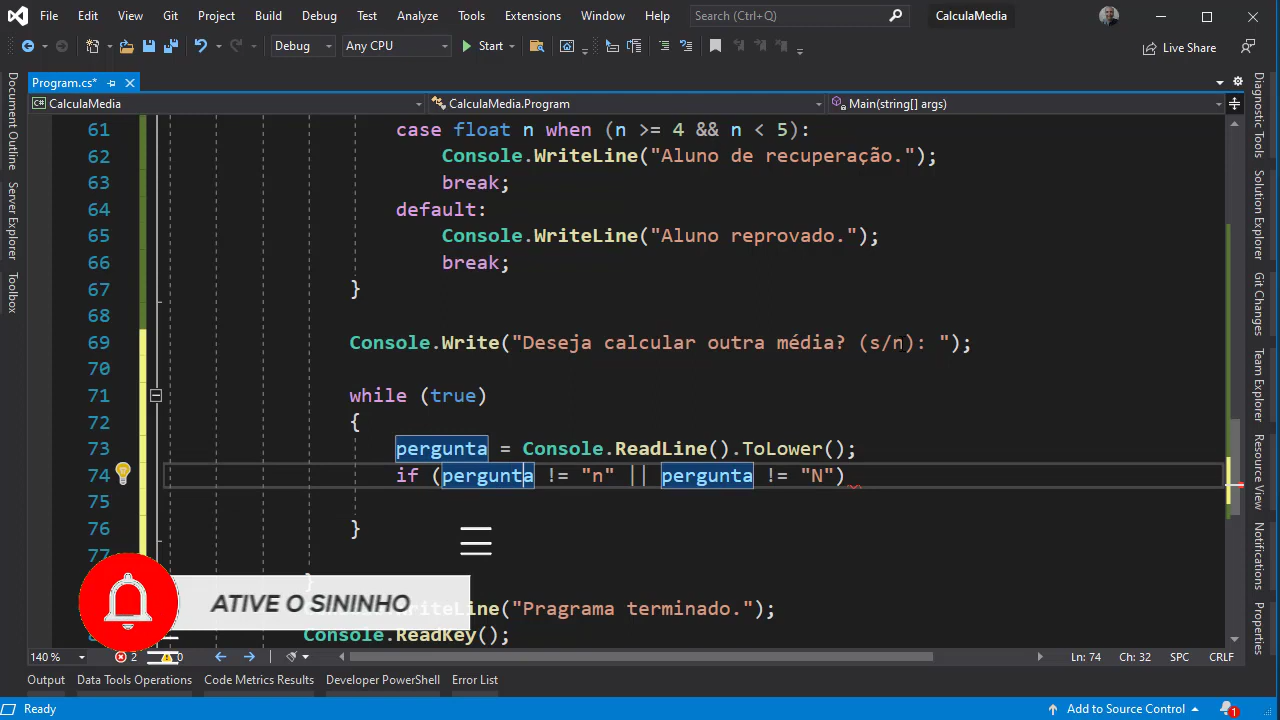 File Edit View Git Project Build Debug Test Analyze Tools Extensions Window Help Search (Ctrl+Q) CalculaMedia
Debug Any CPU Start Live Share
Program.cs*
CalculaMedia CalculaMedia.Program Main(string[] args)
Document Outline
Server Explorer
Toolbox
61 case float n when (n >= 4 && n < 5):
62 Console.WriteLine("Aluno de recuperação.");
63 break;
64 default:
65 Console.WriteLine("Aluno reprovado.");
66 break;
67 }
68
69 Console.Write("Deseja calcular outra média? (s/n): ");
70
71 while (true)
72 {
73 pergunta = Console.ReadLine().ToLower();
74 if (pergunta != "n" || pergunta != "N")
75
76 }
77
}
ATIVE O SININHO
WriteLine("Pragrama terminado.");
Console.ReadKey();
Diagnostic Tools
Solution Explorer
Git Changes
Team Explorer
Resource View
Notifications
Properties
140 % 2 0 Ln: 74 Ch: 32 SPC CRLF
Output Data Tools Operations Code Metrics Results Developer PowerShell Error List
Ready Add to Source Control 1